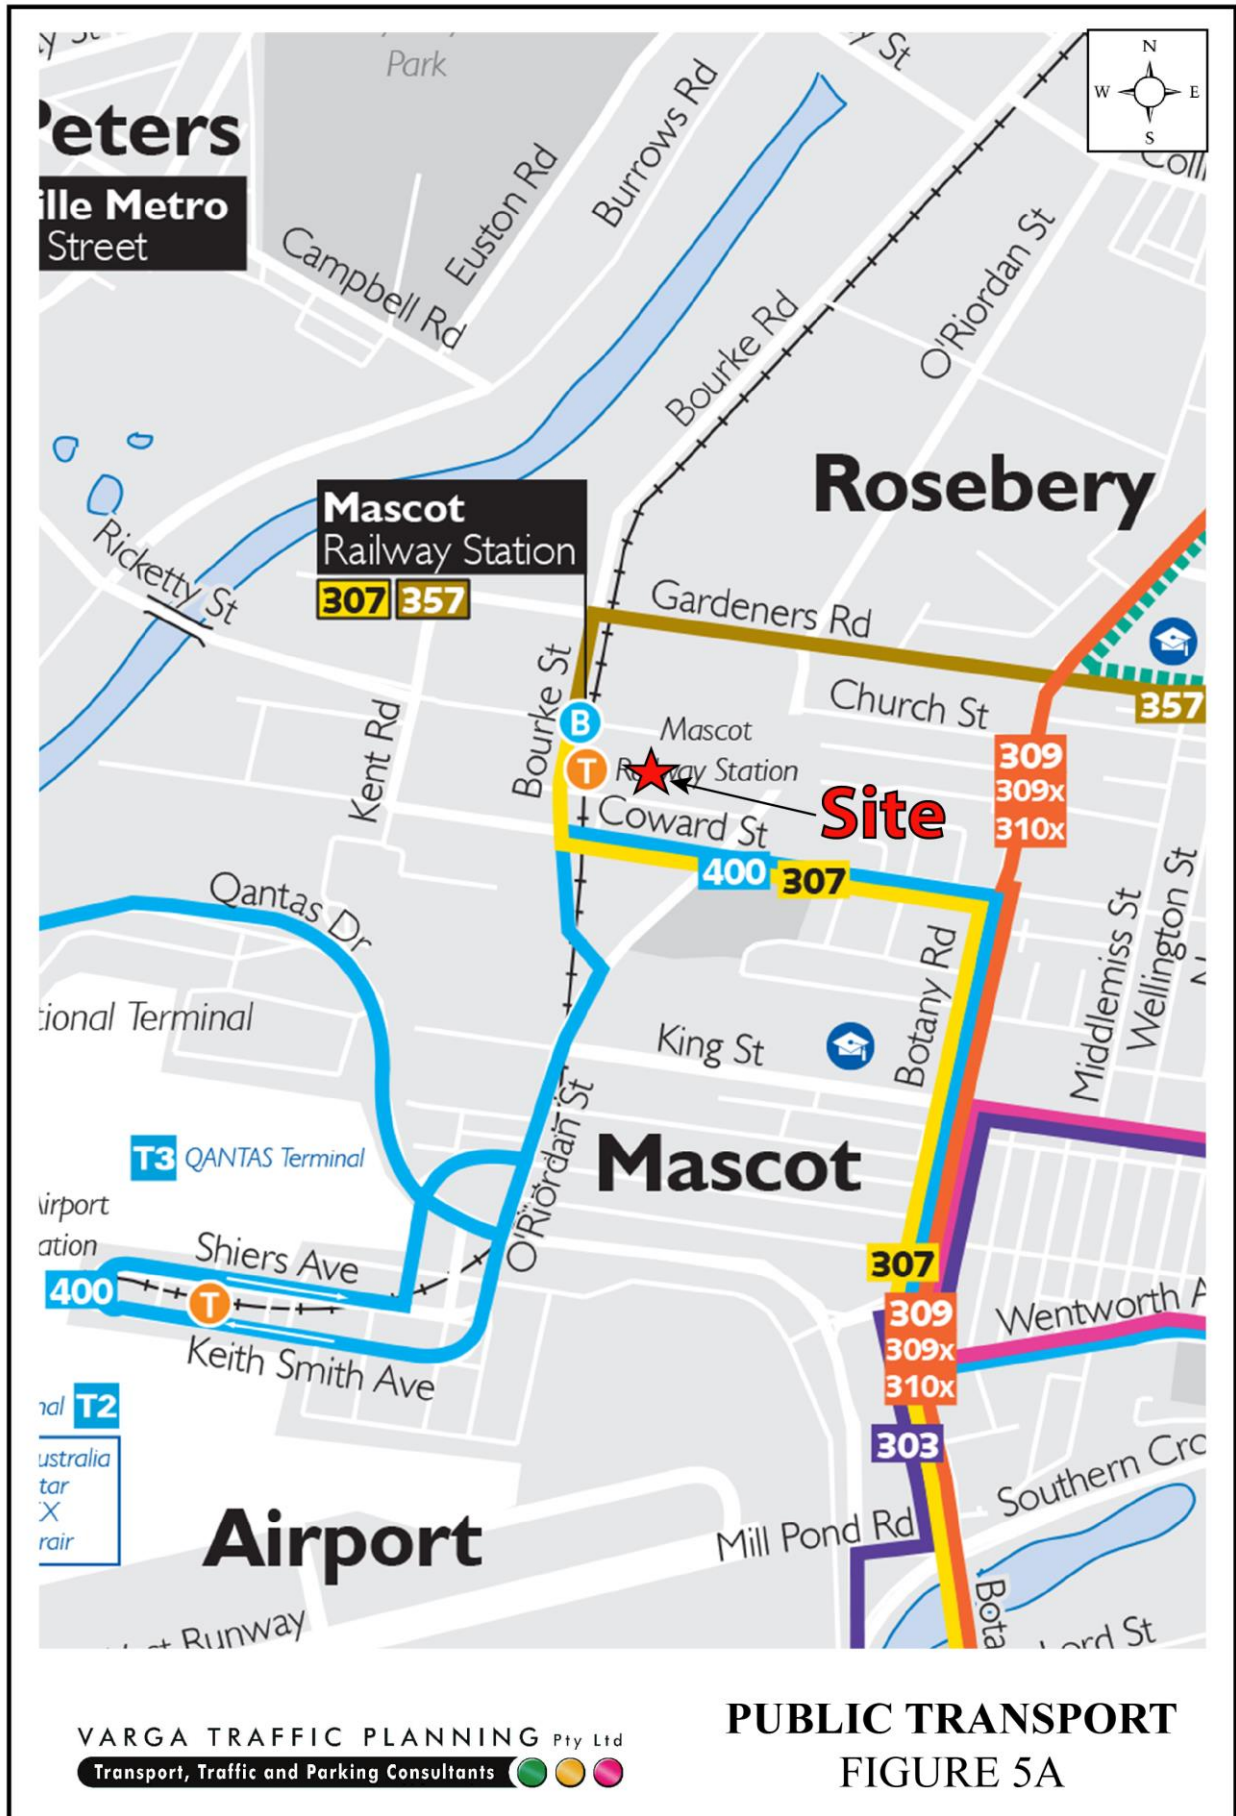 N
W E
S
Park
Peters
ille Metro
Street
Campbell Rd
Euston Rd
Burrows Rd
Bourke Rd
O'Riordan St
Coll
Rosebery
Mascot
Railway Station
307 357
Ricketty St
Gardeners Rd
Church St
357
Kent Rd
Bourke St
B
T
Mascot
Railway Station
Site
Coward St
309
309x
310x
400 307
Qantas Dr
tional Terminal
King St
Botany Rd
Middlemiss St
Wellington St
T3 QANTAS Terminal
Mascot
O'Riordan St
Airport
ation
Shiers Ave
400
T
Keith Smith Ave
307
309
309x
310x
Wentworth A
303
nal T2
ustralia
tar
X
rair
Airport
Mill Pond Rd
Southern Cro
Runway
Bota
ord St
VARGA TRAFFIC PLANNING Pty Ltd
Transport, Traffic and Parking Consultants
PUBLIC TRANSPORT
FIGURE 5A